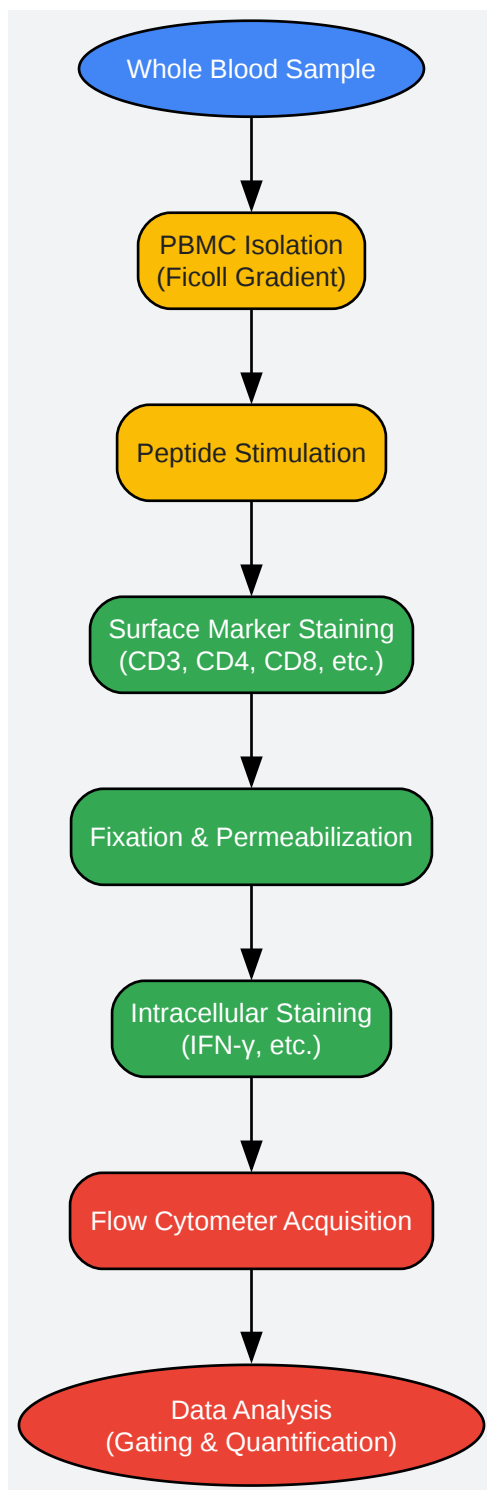 Whole Blood Sample
PBMC Isolation
(Ficoll Gradient)
Peptide Stimulation
Surface Marker Staining
(CD3, CD4, CD8, etc.)
Fixation & Permeabilization
Intracellular Staining
(IFN-γ, etc.)
Flow Cytometer Acquisition
Data Analysis
(Gating & Quantification)